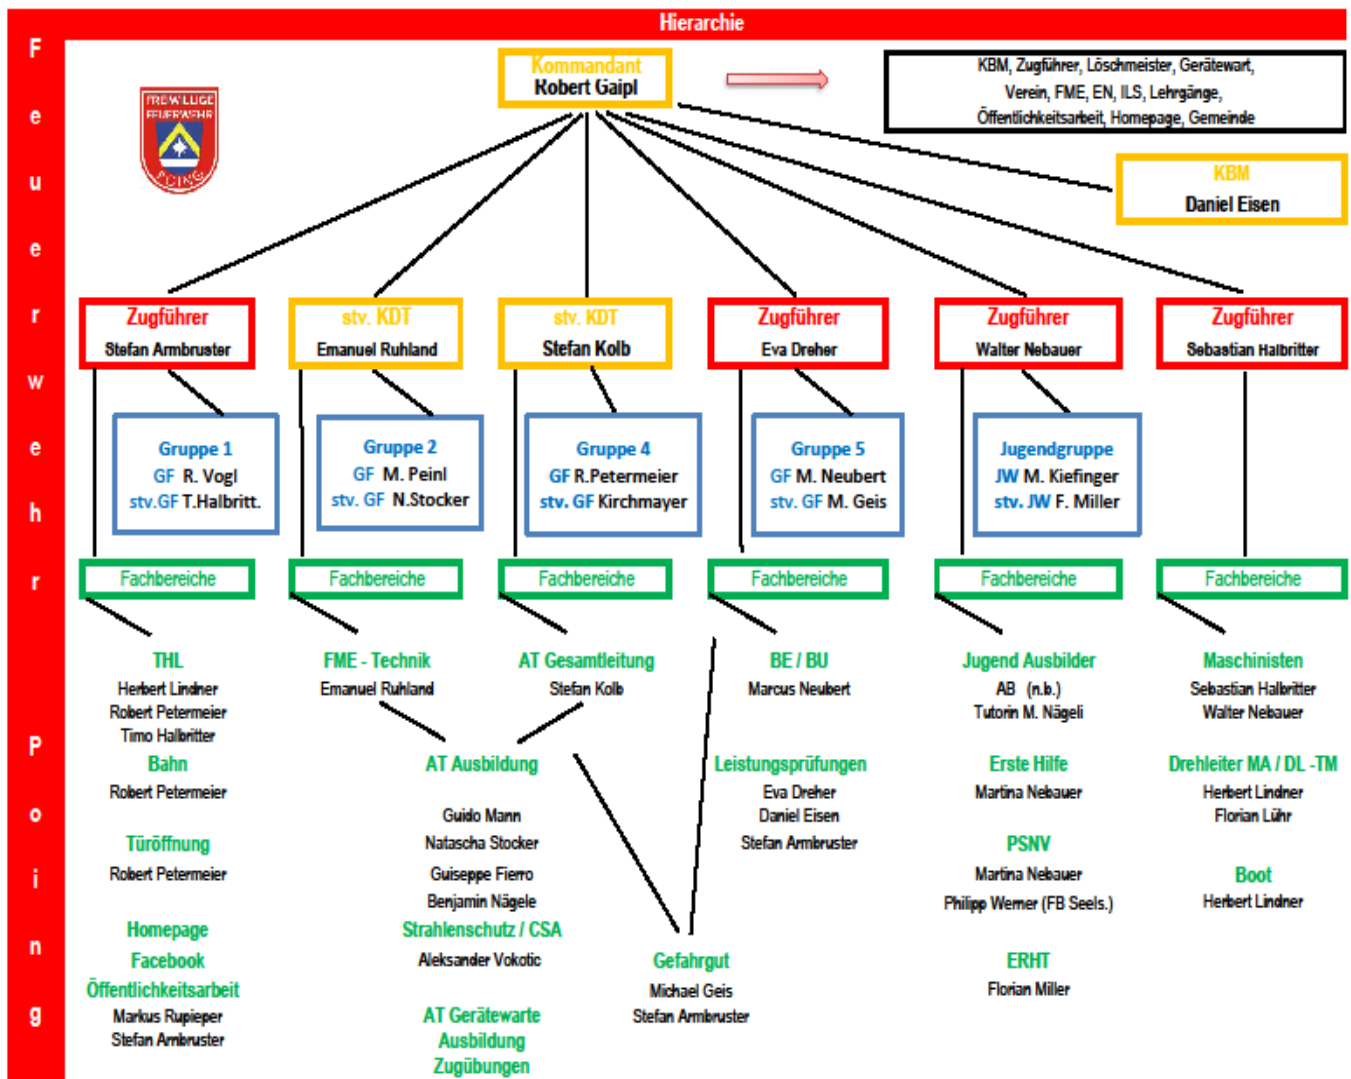 Hierarchie
Feuerwehr Poing
Kommandant
Robert Gaipl
KBM, Zugführer, Löschmeister, Gerätewart,
Verein, FME, EN, ILS, Lehrgänge,
Öffentlichkeitsarbeit, Homepage, Gemeinde
FREIWILLIGE
FEUERWEHR
POING
KBM
Daniel Eisen
Zugführer
Stefan Armbruster
stv. KDT
Emanuel Ruhland
stv. KDT
Stefan Kolb
Zugführer
Eva Dreher
Zugführer
Walter Nebauer
Zugführer
Sebastian Halbritter
Gruppe 1
GF R. Vogl
stv.GF T.Halbritt.
Gruppe 2
GF M. Peinl
stv. GF N.Stocker
Gruppe 4
GF R.Petermeier
stv. GF Kirchmayer
Gruppe 5
GF M. Neubert
stv. GF M. Geis
Jugendgruppe
JW M. Kiefinger
stv. JW F. Miller
Fachbereiche
Fachbereiche
Fachbereiche
Fachbereiche
Fachbereiche
Fachbereiche
THL
Herbert Lindner
Robert Petermeier
Timo Halbritter
Bahn
Robert Petermeier
Türöffnung
Robert Petermeier
Homepage
Facebook
Öffentlichkeitsarbeit
Markus Rupieper
Stefan Armbruster
FME - Technik
Emanuel Ruhland
AT Gesamtleitung
Stefan Kolb
AT Ausbildung
Guido Mann
Natascha Stocker
Guiseppe Fierro
Benjamin Nägele
Strahlenschutz / CSA
Aleksander Vokotic
AT Gerätewarte
Ausbildung
Zugübungen
BE / BU
Marcus Neubert
Leistungsprüfungen
Eva Dreher
Daniel Eisen
Stefan Armbruster
Gefahrgut
Michael Geis
Stefan Armbruster
Jugend Ausbilder
AB (n.b.)
Tutorin M. Nägeli
Erste Hilfe
Martina Nebauer
PSNV
Martina Nebauer
Philipp Werner (FB Seels.)
ERHT
Florian Miller
Maschinisten
Sebastian Halbritter
Walter Nebauer
Drehleiter MA / DL -TM
Herbert Lindner
Florian Lühr
Boot
Herbert Lindner